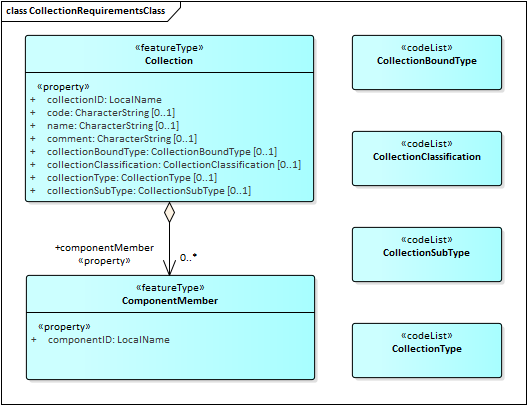 class CollectionRequirementsClass
«featureType»
Collection
«property»
+ collectionID: LocalName
+ code: CharacterString [0..1]
+ name: CharacterString [0..1]
+ comment: CharacterString [0..1]
+ collectionBoundType: CollectionBoundType [0..1]
+ collectionClassification: CollectionClassification [0..1]
+ collectionType: CollectionType [0..1]
+ collectionSubType: CollectionSubType [0..1]
+componentMember
«property»
0..*
«featureType»
ComponentMember
«property»
+ componentID: LocalName
«codeList»
CollectionBoundType
«codeList»
CollectionClassification
«codeList»
CollectionSubType
«codeList»
CollectionType